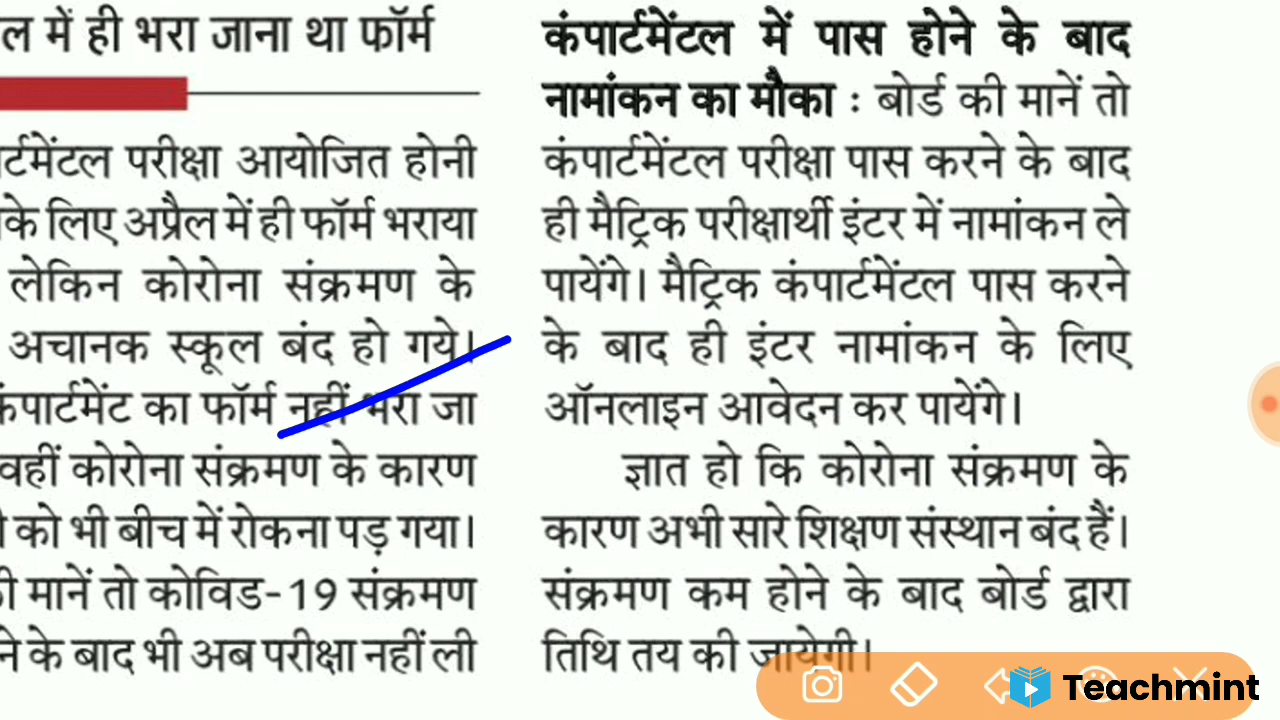 ल में ही भरा जाना था फॉर्म
र्टमेंटल परीक्षा आयोजित होनी
के लिए अप्रैल में ही फॉर्म भराया
लेकिन कोरोना संक्रमण के
अचानक स्कूल बंद हो गये।
कंपार्टमेंट का फॉर्म नहीं भरा जा
वहीं कोरोना संक्रमण के कारण
को भी बीच में रोकना पड़ गया।
मानें तो कोविड-19 संक्रमण
ने के बाद भी अब परीक्षा नहीं ली
कंपार्टमेंटल में पास होने के बाद
नामांकन का मौका : बोर्ड की मानें तो
कंपार्टमेंटल परीक्षा पास करने के बाद
ही मैट्रिक परीक्षार्थी इंटर में नामांकन ले
पायेंगे। मैट्रिक कंपार्टमेंटल पास करने
के बाद ही इंटर नामांकन के लिए
ऑनलाइन आवेदन कर पायेंगे।
ज्ञात हो कि कोरोना संक्रमण के
कारण अभी सारे शिक्षण संस्थान बंद हैं।
संक्रमण कम होने के बाद बोर्ड द्वारा
तिथि तय की जायेगी।
Teachmint